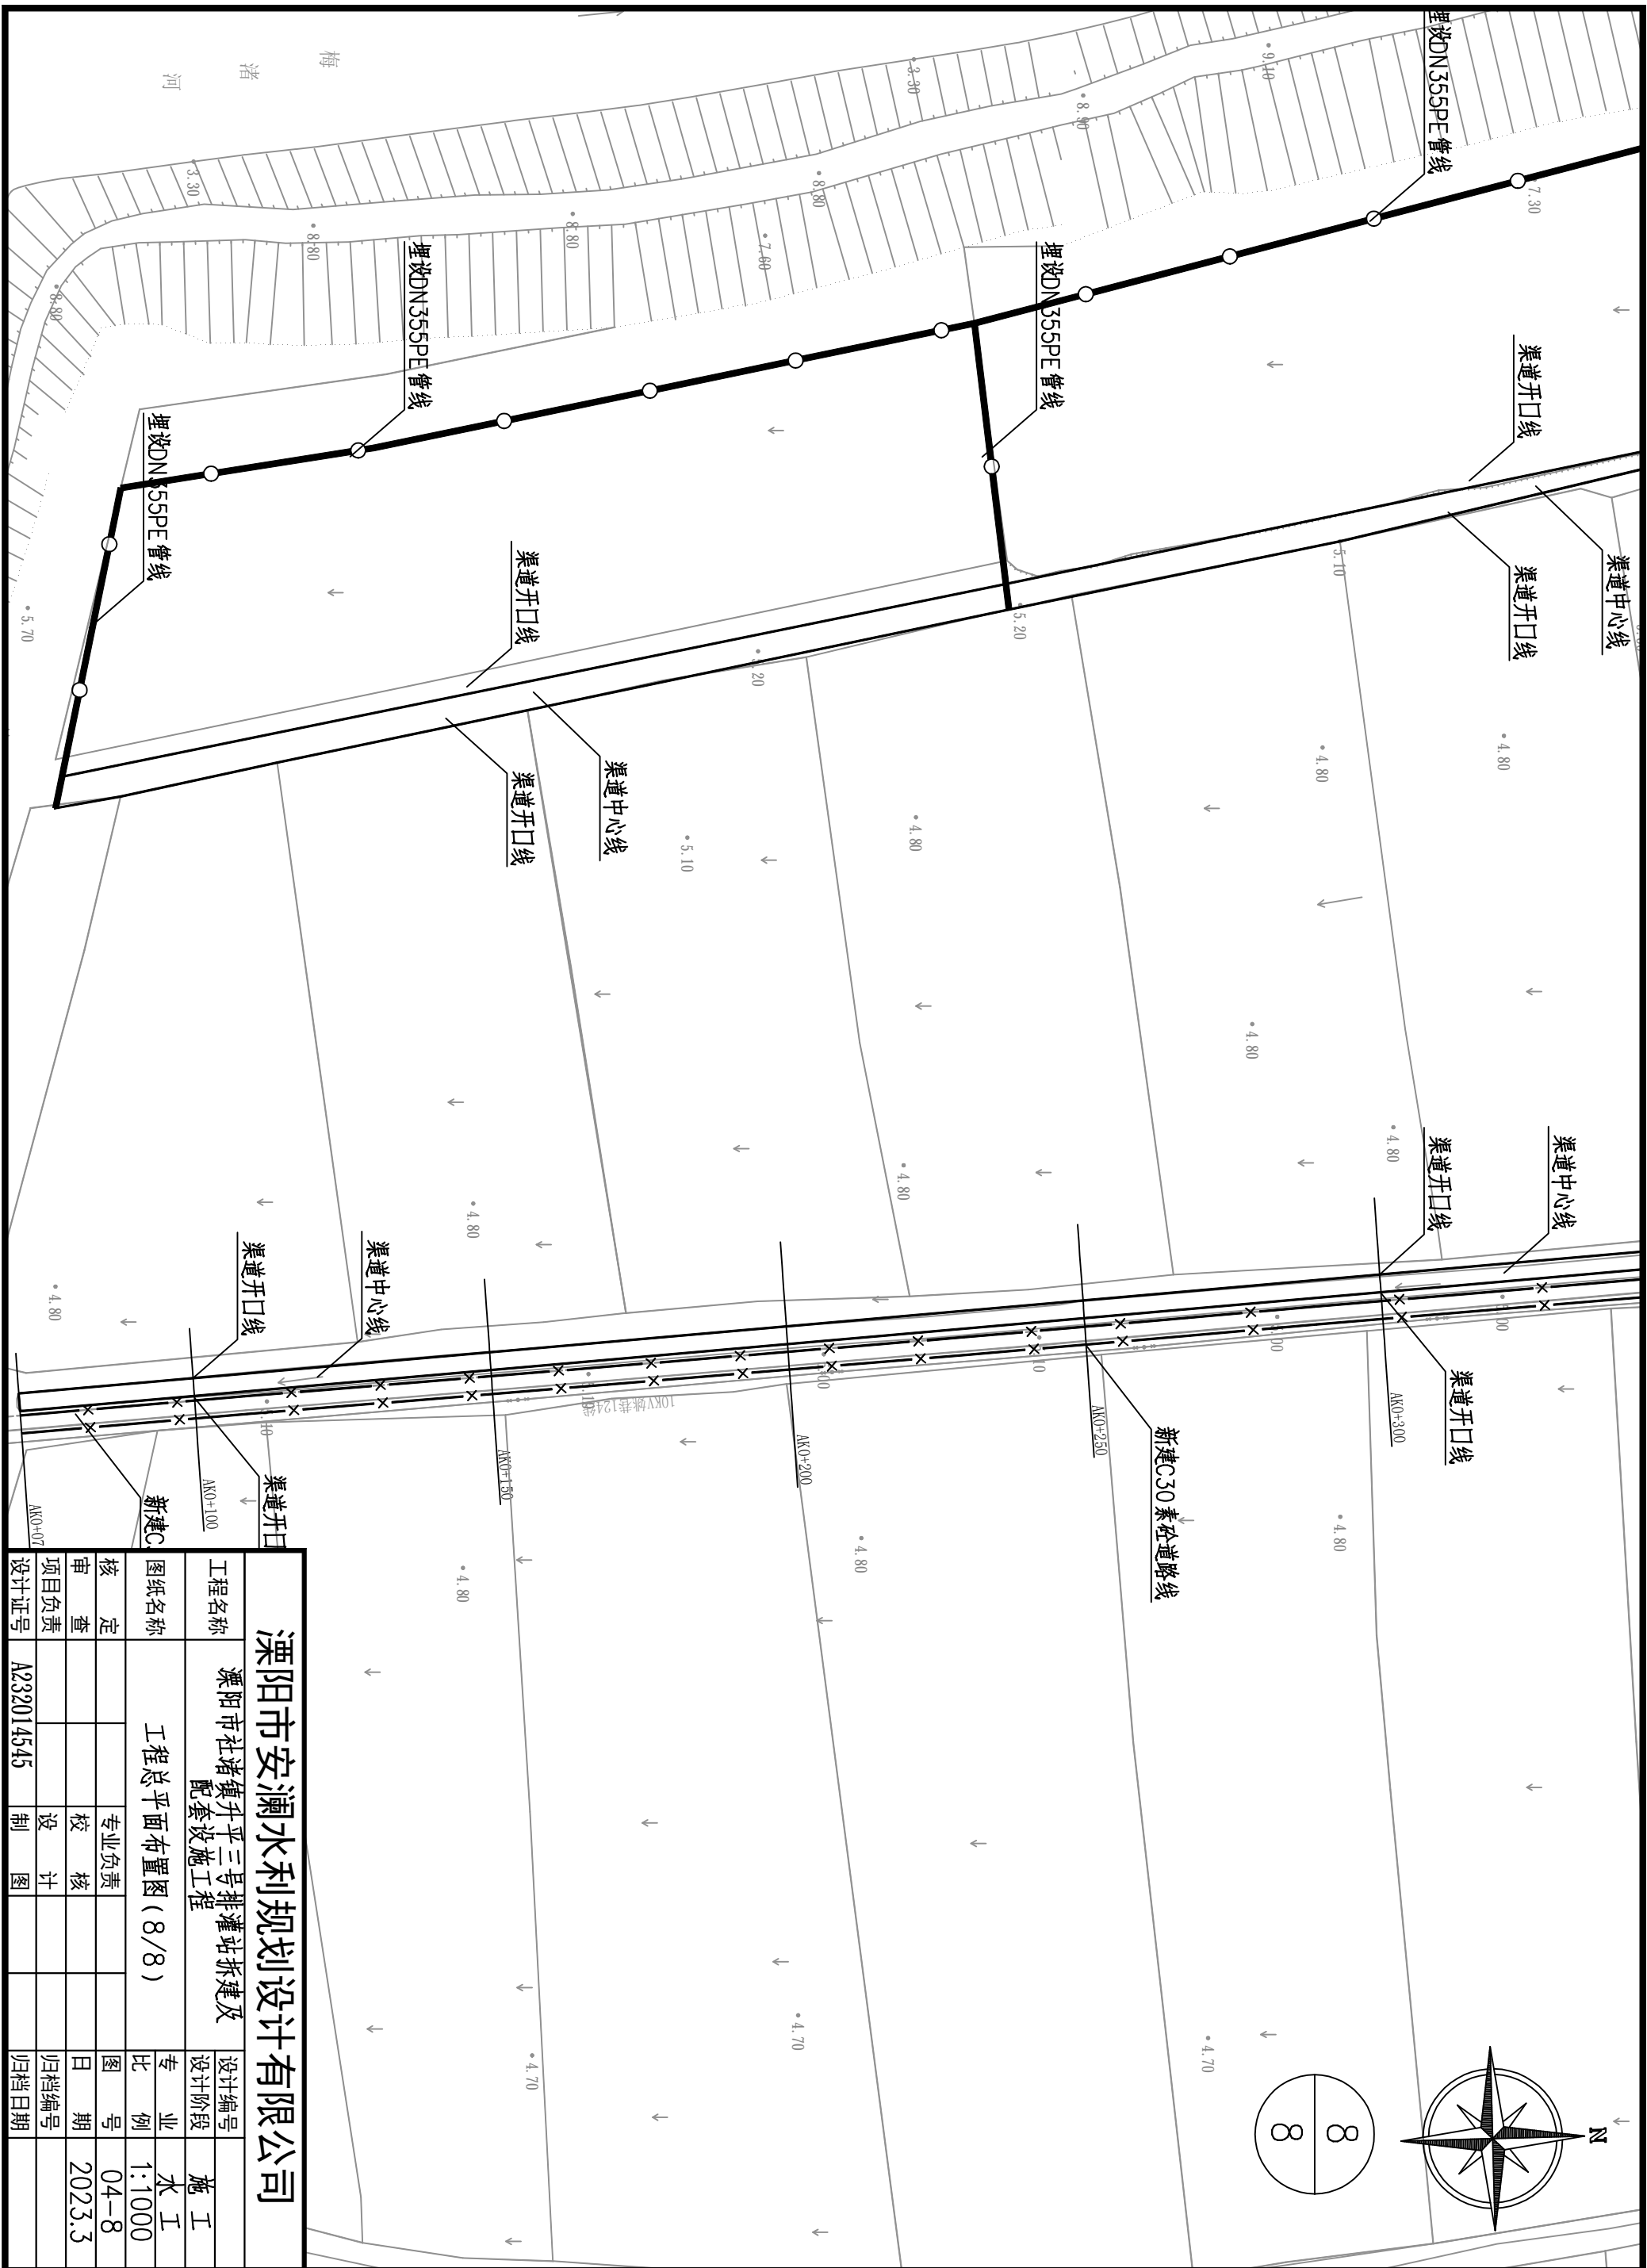 梅
渚
河
埋设DN355PE管线
埋设DN355PE管线
埋设DN355PE管线
埋设DN355PE管线
渠道开口线
渠道中心线
渠道开口线
渠道开口线
渠道中心线
渠道开口线
渠道中心线
渠道开口线
渠道开口线
渠道中心线
渠道开口线
渠道开口
新建C30素砼道路线
新建C
10KV
124线
AK0+300
AK0+250
AK0+200
AK0+150
AK0+100
AK0+07
9.10
8.90
3.30
7.30
8.80
7.60
8.80
8.80
3.30
8.80
5.70
5.10
5.20
4.80
4.80
4.80
5.10
4.80
4.80
4.80
4.80
4.80
4.80
4.80
4.80
4.70
4.70
4.70
N
8
8
溧阳市安澜水利规划设计有限公司
工程名称 溧阳市社渚镇升平三号排灌站拆建及
配套设施工程
设计编号
设计阶段 施 工
图纸名称 工程总平面布置图(8/8)
专 业 水 工
比 例 1:1000
核 定 专业负责 图 号 04-8
审 查 校 核 日 期 2023.3
项目负责 设 计 归档编号
设计证号 A232014545 制 图 归档日期